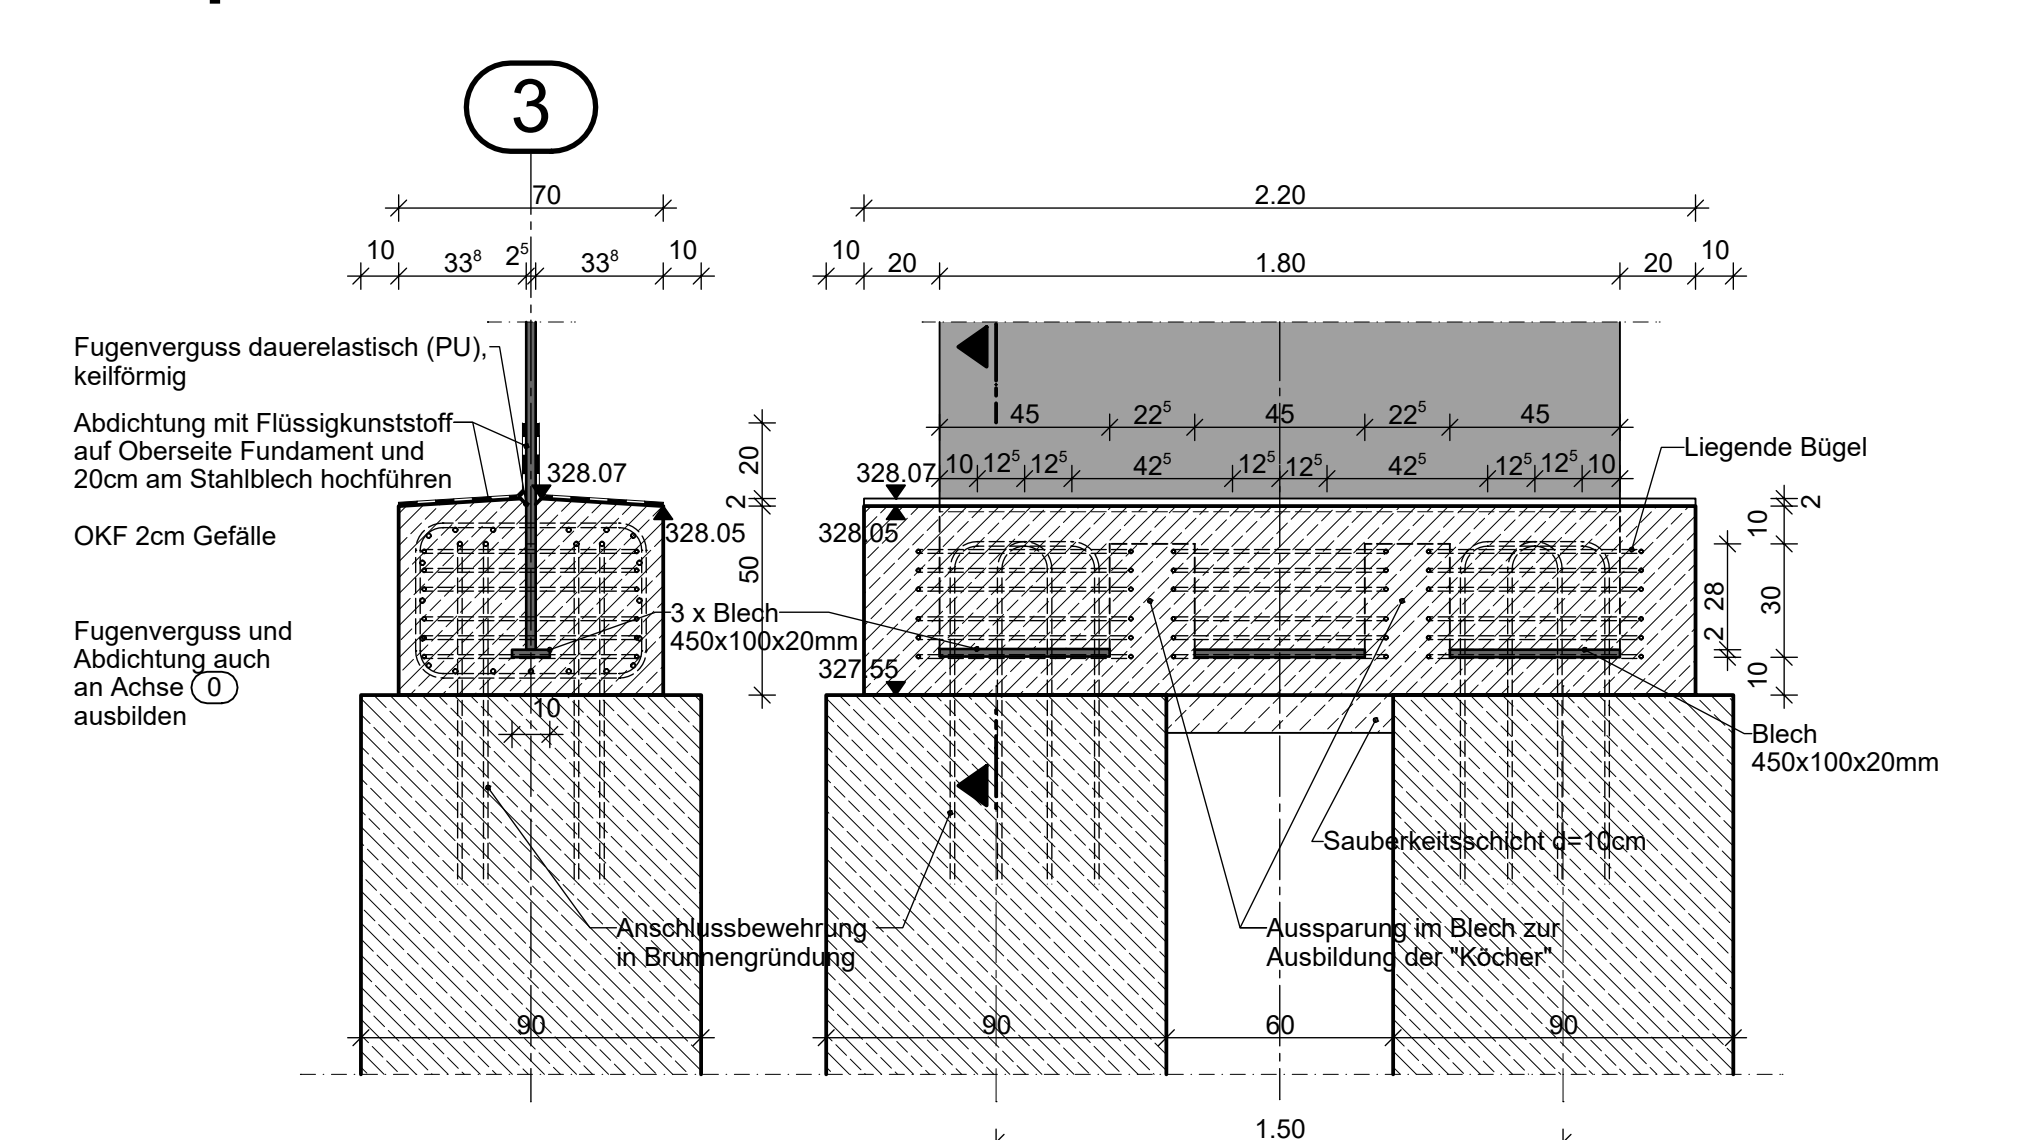 3
70
2.20
10
33⁸
2⁵
33⁸
10
10
20
1.80
20
10
Fugenverguss dauerelastisch (PU),
keilförmig
Abdichtung mit Flüssigkunststoff
auf Oberseite Fundament und
20cm am Stahlblech hochführen
OKF 2cm Gefälle
Fugenverguss und
Abdichtung auch
an Achse 0
ausbilden
328.07
328.05
20
2
50
3 x Blech
450x100x20mm
10
45
22⁵
45
22⁵
45
10
12⁵
12⁵
42⁵
12⁵
12⁵
42⁵
12⁵
12⁵
10
328.07
328.05
327.55
Liegende Bügel
2
10
28
30
2
10
Blech
450x100x20mm
Sauberkeitsschicht d=10cm
Anschlussbewehrung
in Brunnengründung
Aussparung im Blech zur
Ausbildung der "Köcher"
90
90
60
90
1.50